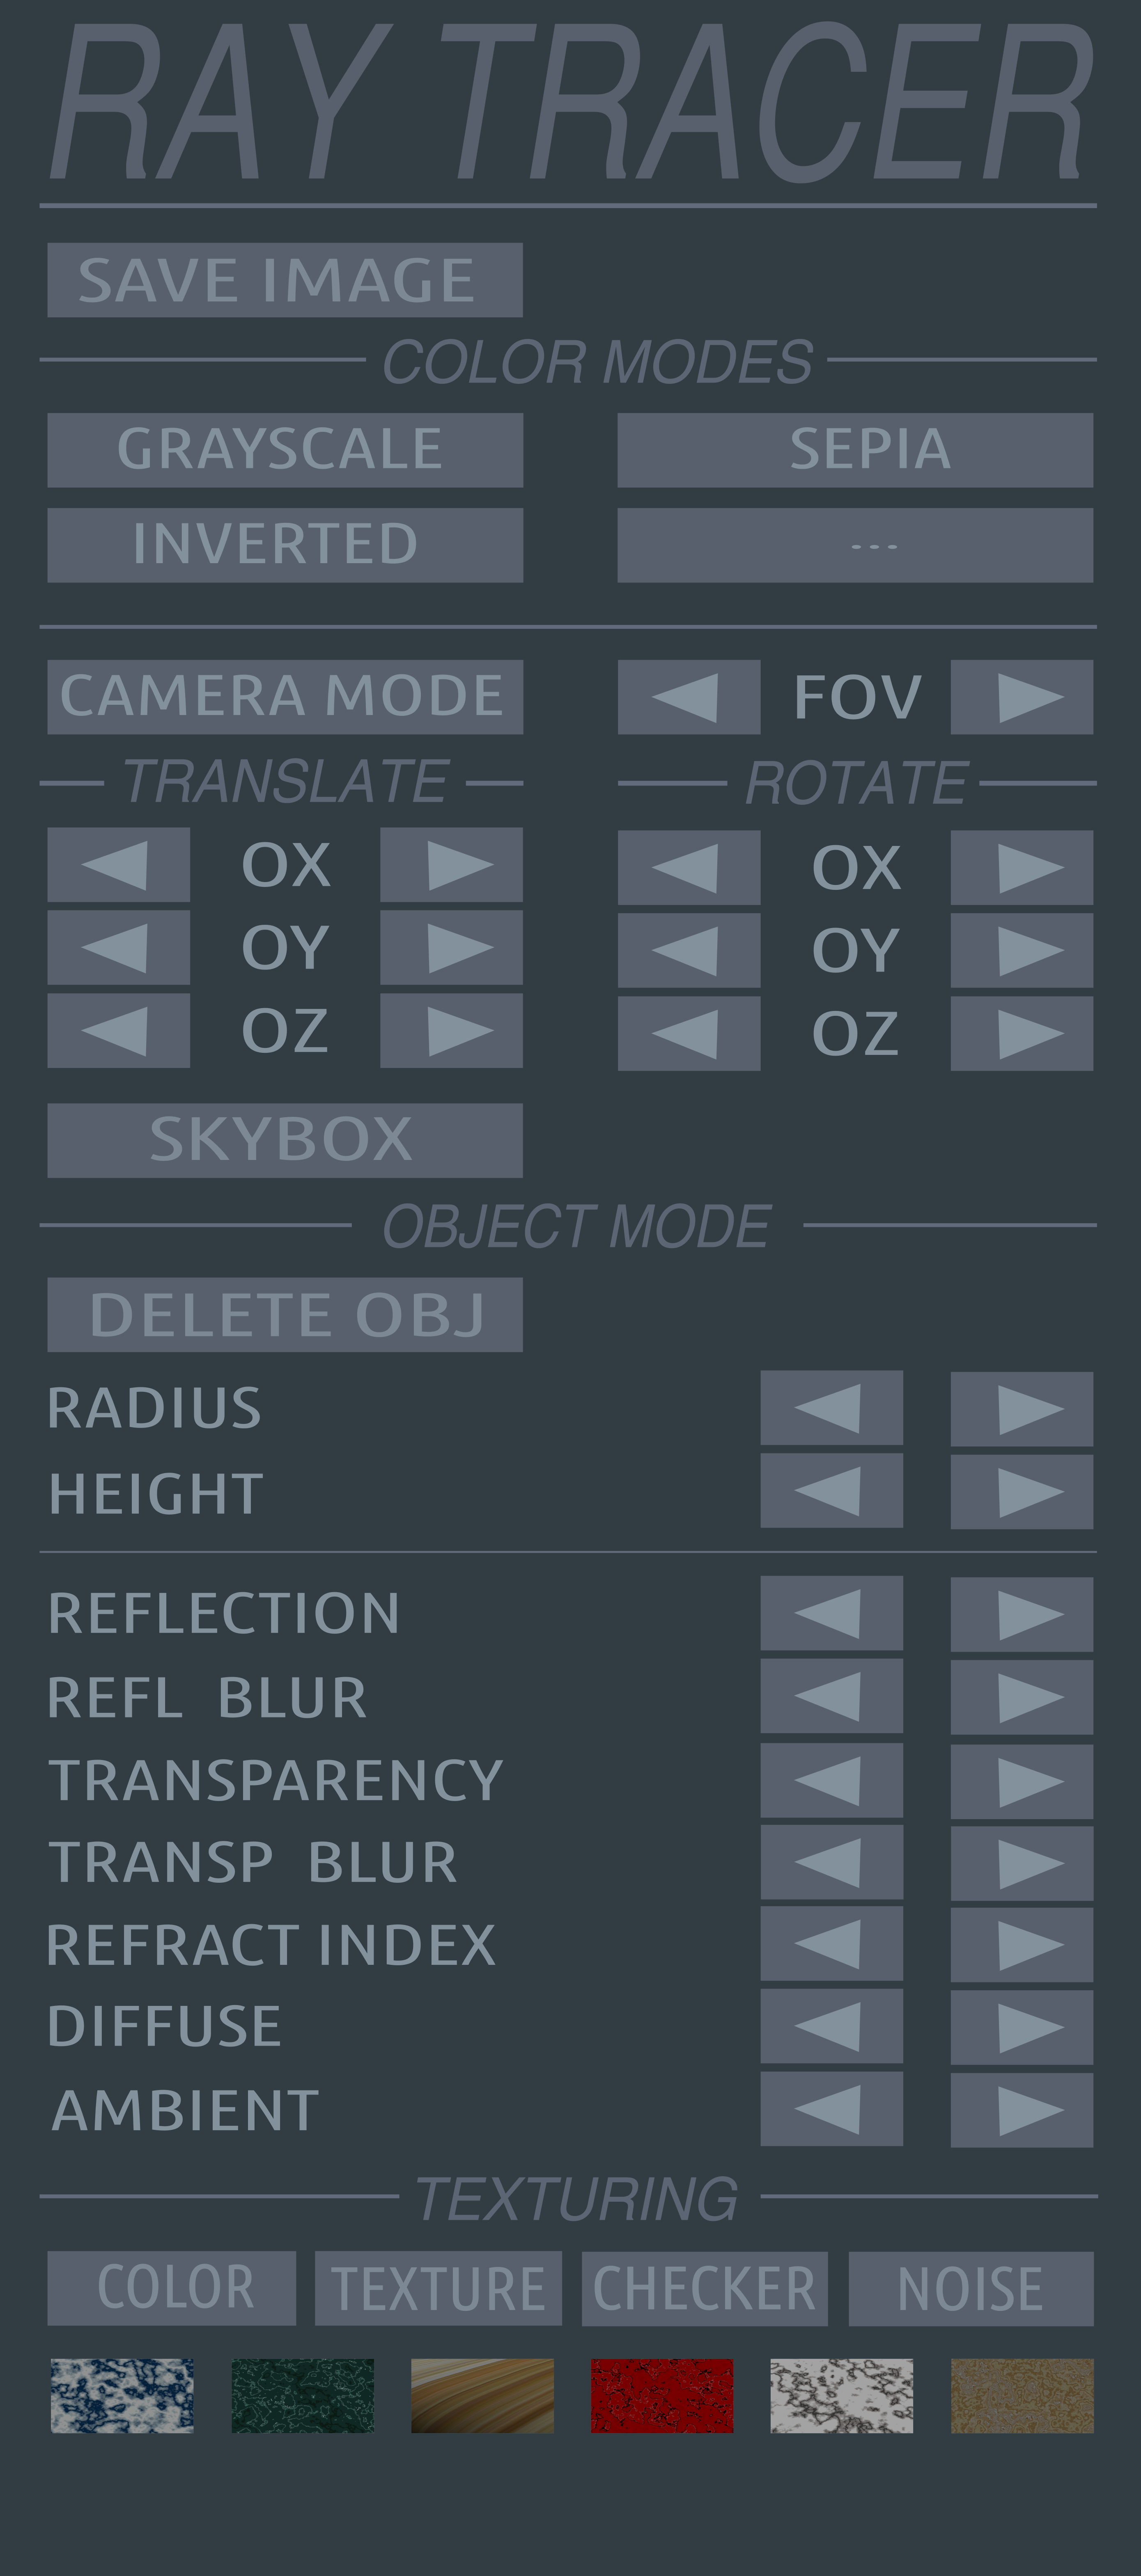 RAY TRACER
SAVE IMAGE
COLOR MODES
GRAYSCALE SEPIA
INVERTED ...
CAMERA MODE FOV
TRANSLATE ROTATE
OX OX
OY OY
OZ OZ
SKYBOX
OBJECT MODE
DELETE OBJ
RADIUS
HEIGHT
REFLECTION
REFL BLUR
TRANSPARENCY
TRANSP BLUR
REFRACT INDEX
DIFFUSE
AMBIENT
TEXTURING
COLOR TEXTURE CHECKER NOISE